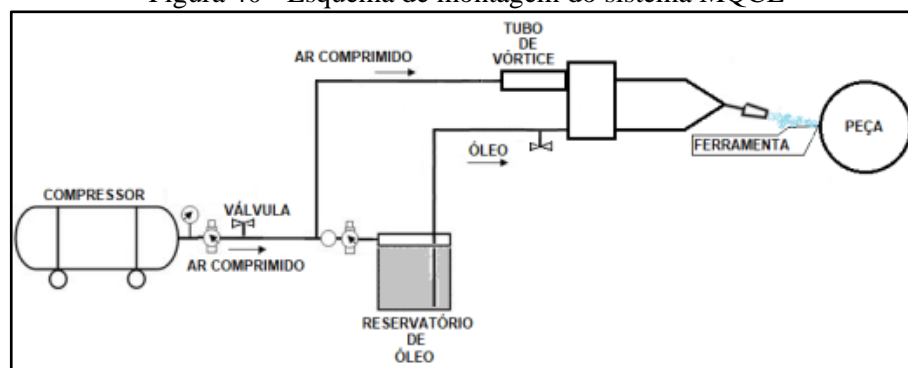 Figura 40 - Esquema de montagem do sistema MQCL
TUBO
DE
VÓRTICE
AR COMPRIMIDO
PEÇA
FERRAMENTA
ÓLEO
COMPRESSOR
VÁLVULA
AR COMPRIMIDO
RESERVATÓRIO
DE
ÓLEO